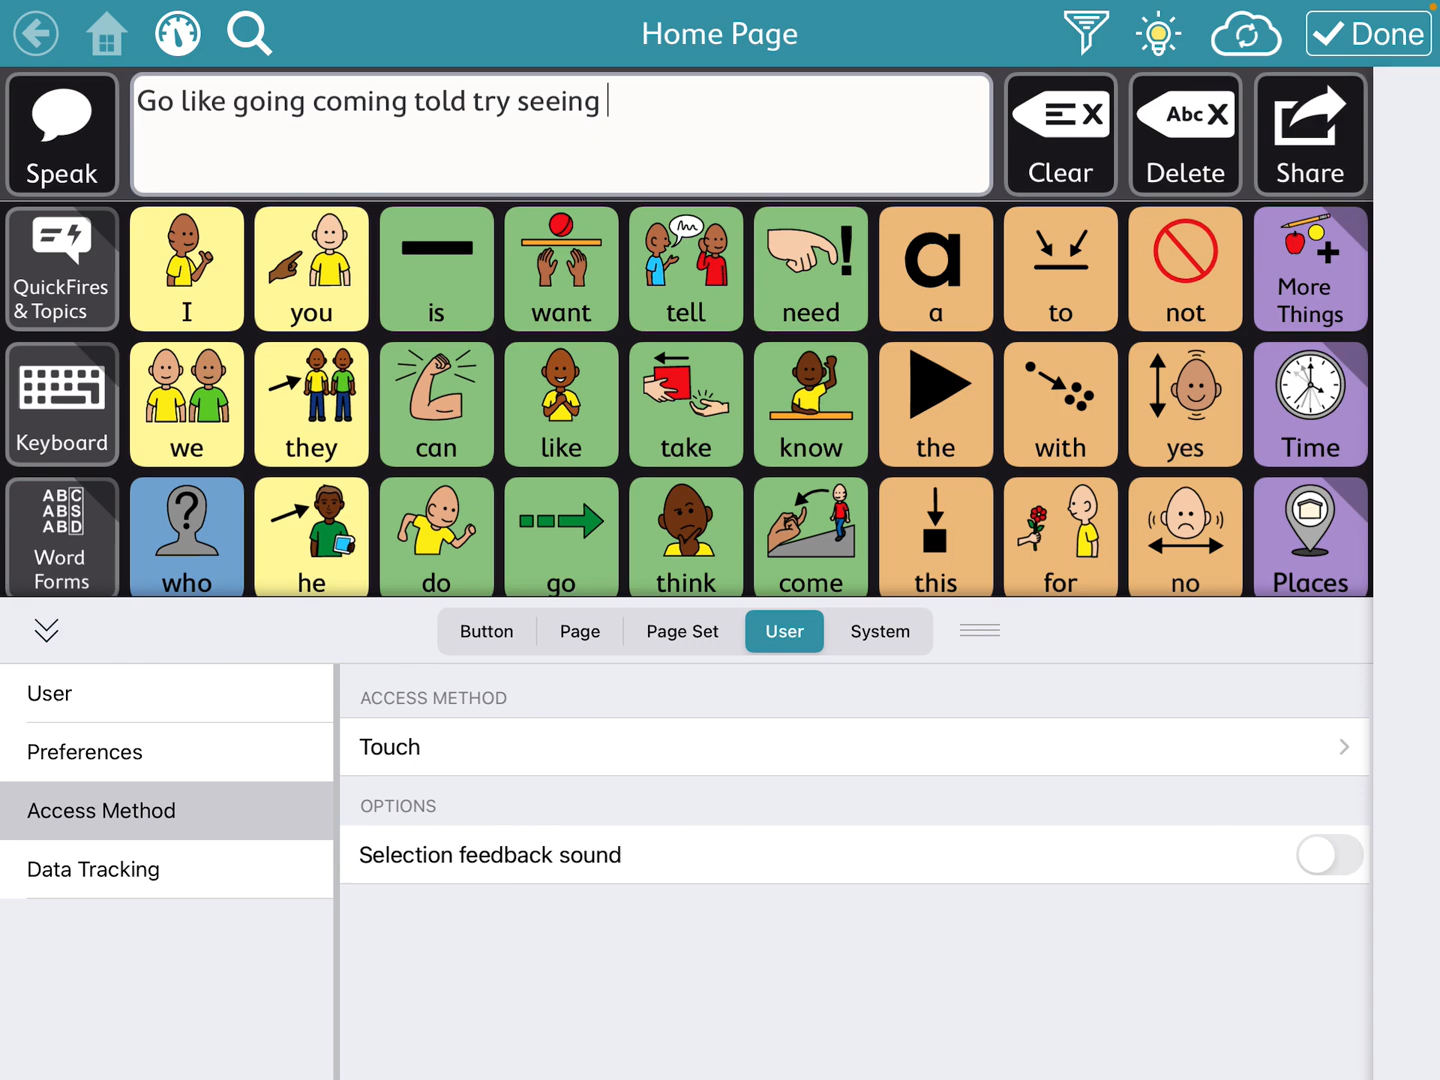 Home Page
Done
Speak
Go like going coming told try seeing
X
Clear
Abc X
Delete
Share
QuickFires
& Topics
I
you
is
want
tell
!
need
a
a
to
not
More
Things
Keyboard
we
they
can
like
take
know
the
with
yes
Time
ABC
ABS
ABD
Word
Forms
?
who
he
do
go
think
come
this
for
no
Places
Button
Page
Page Set
User
System
User
Preferences
Access Method
Data Tracking
ACCESS METHOD
Touch
OPTIONS
Selection feedback sound